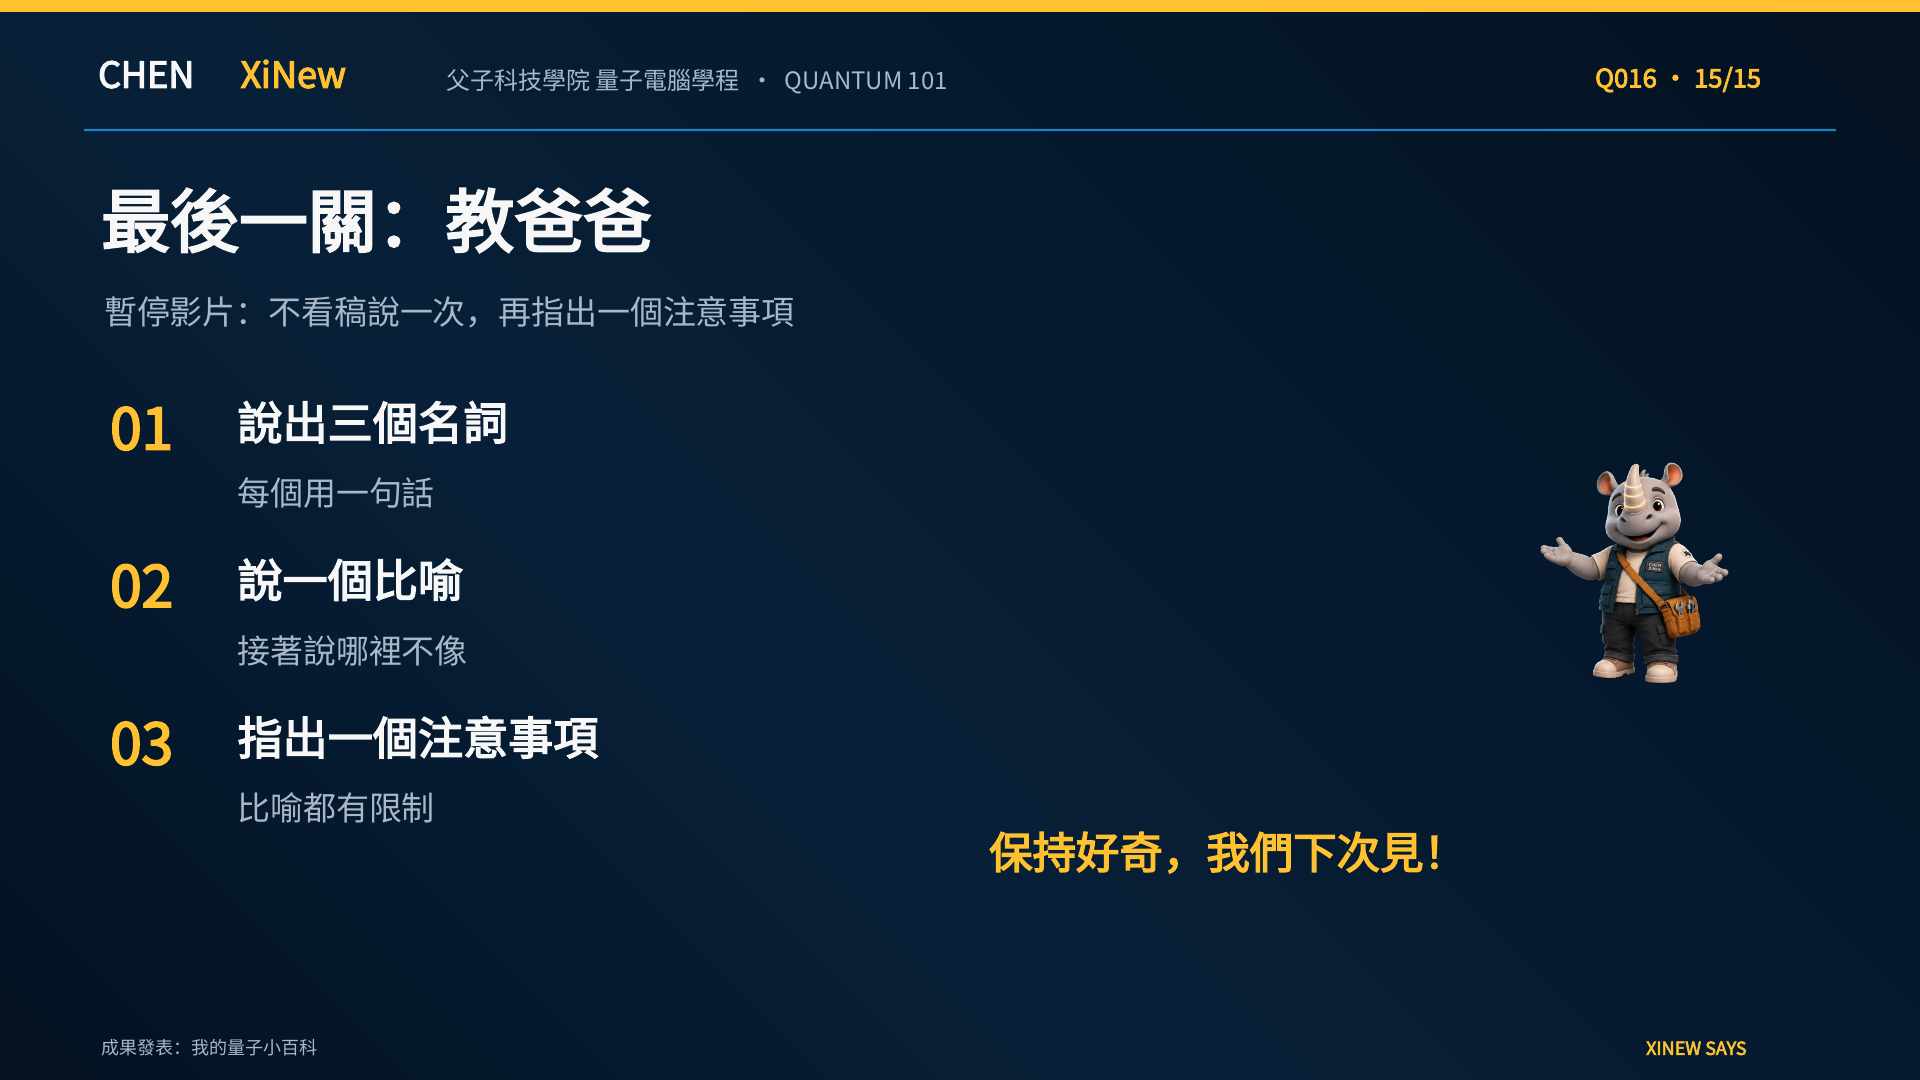 CHEN XiNew 父子科技學院 量子電腦學程 · QUANTUM 101 Q016 · 15/15
最後一關：教爸爸
暫停影片：不看稿說一次，再指出一個注意事項
01 說出三個名詞
每個用一句話
02 說一個比喻
接著說哪裡不像
03 指出一個注意事項
比喻都有限制
保持好奇，我們下次見！
成果發表：我的量子小百科 XINEW SAYS